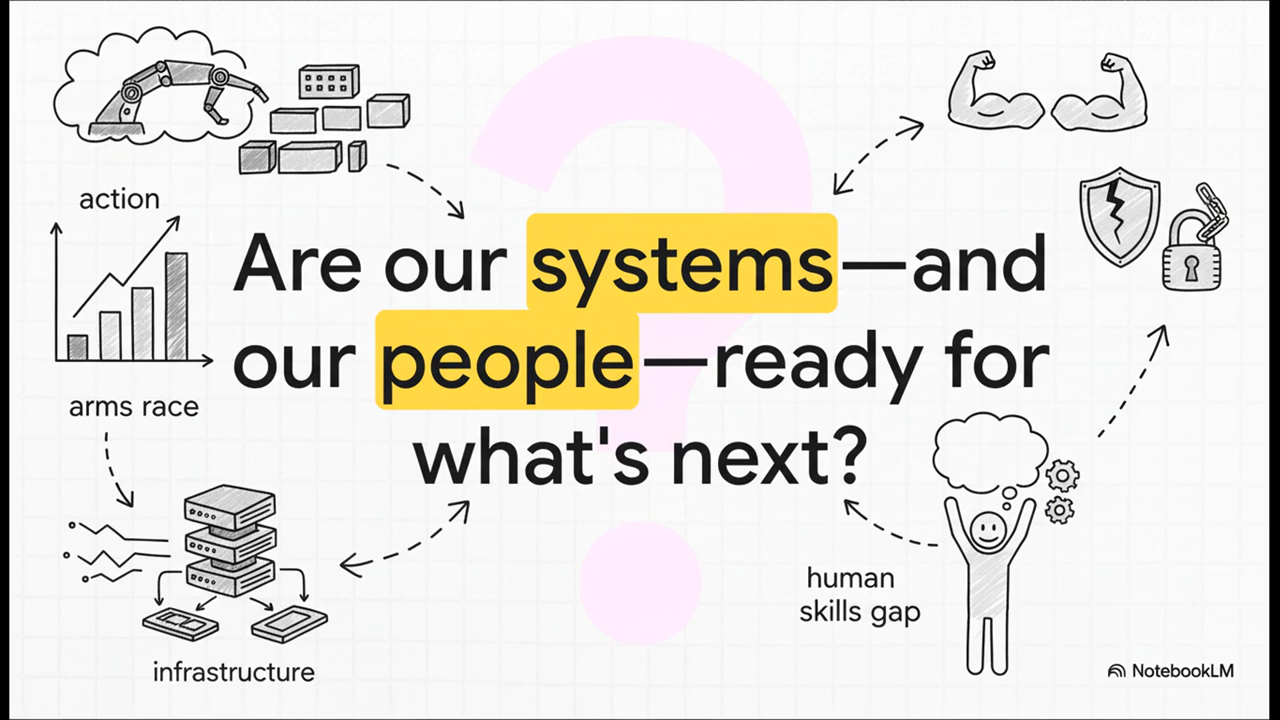 action
Are our systems—and
our people—ready for
what's next?
arms race
human
skills gap
infrastructure
NotebookLM